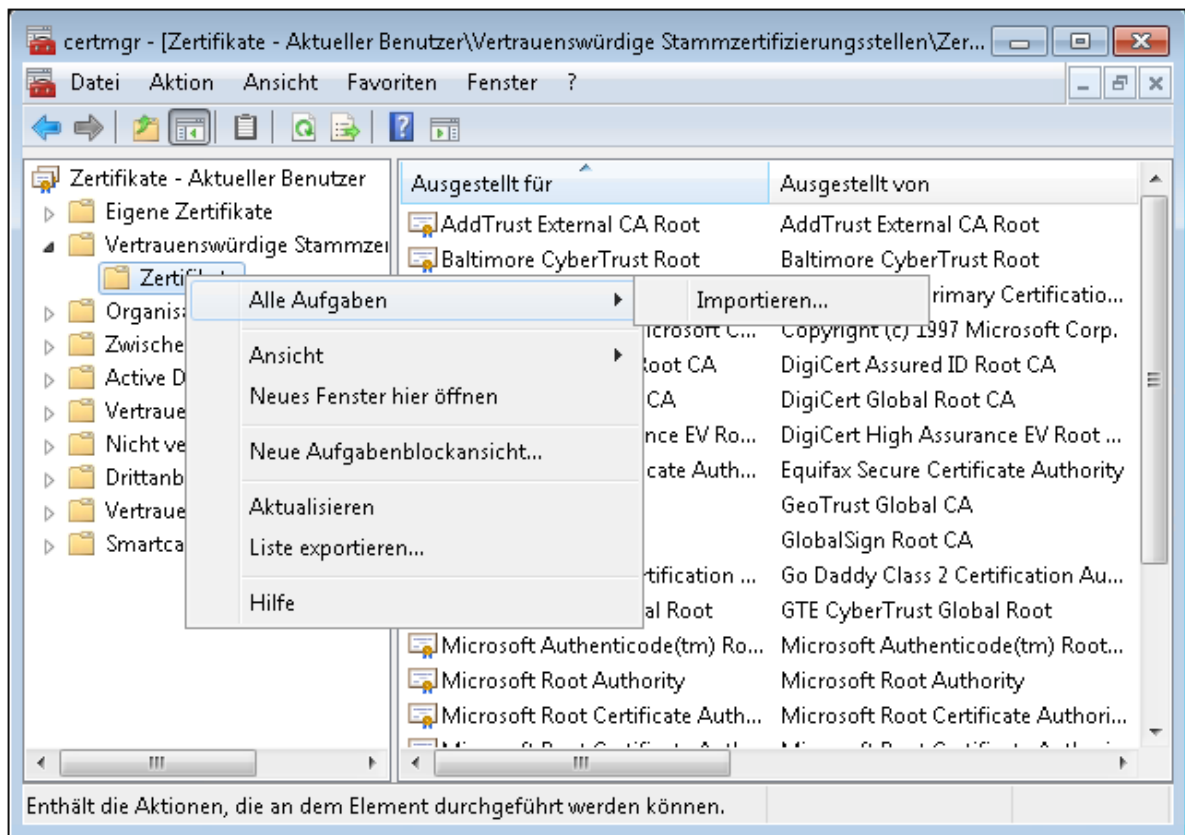 certmgr - [Zertifikate - Aktueller Benutzer\Vertrauenswürdige Stammzertifizierungsstellen\Zer...
Datei Aktion Ansicht Favoriten Fenster ?
Zertifikate - Aktueller Benutzer
Eigene Zertifikate
Vertrauenswürdige Stammzei
Organis
Zwische
Active D
Vertraue
Nicht ve
Drittanb
Vertraue
Smartca
Alle Aufgaben
Ansicht
Neues Fenster hier öffnen
Neue Aufgabenblockansicht...
Aktualisieren
Liste exportieren...
Hilfe
Importieren...
Ausgestellt für Ausgestellt von
AddTrust External CA Root AddTrust External CA Root
Baltimore CyberTrust Root Baltimore CyberTrust Root
rimary Certificatio...
icrosoft C... Copyright (c) 1997 Microsoft Corp.
Root CA DigiCert Assured ID Root CA
CA DigiCert Global Root CA
nce EV Ro... DigiCert High Assurance EV Root ...
cate Auth... Equifax Secure Certificate Authority
GeoTrust Global CA
GlobalSign Root CA
tification ... Go Daddy Class 2 Certification Au...
al Root GTE CyberTrust Global Root
Microsoft Authenticode(tm) Ro... Microsoft Authenticode(tm) Root...
Microsoft Root Authority Microsoft Root Authority
Microsoft Root Certificate Auth... Microsoft Root Certificate Authori...
Enthält die Aktionen, die an dem Element durchgeführt werden können.